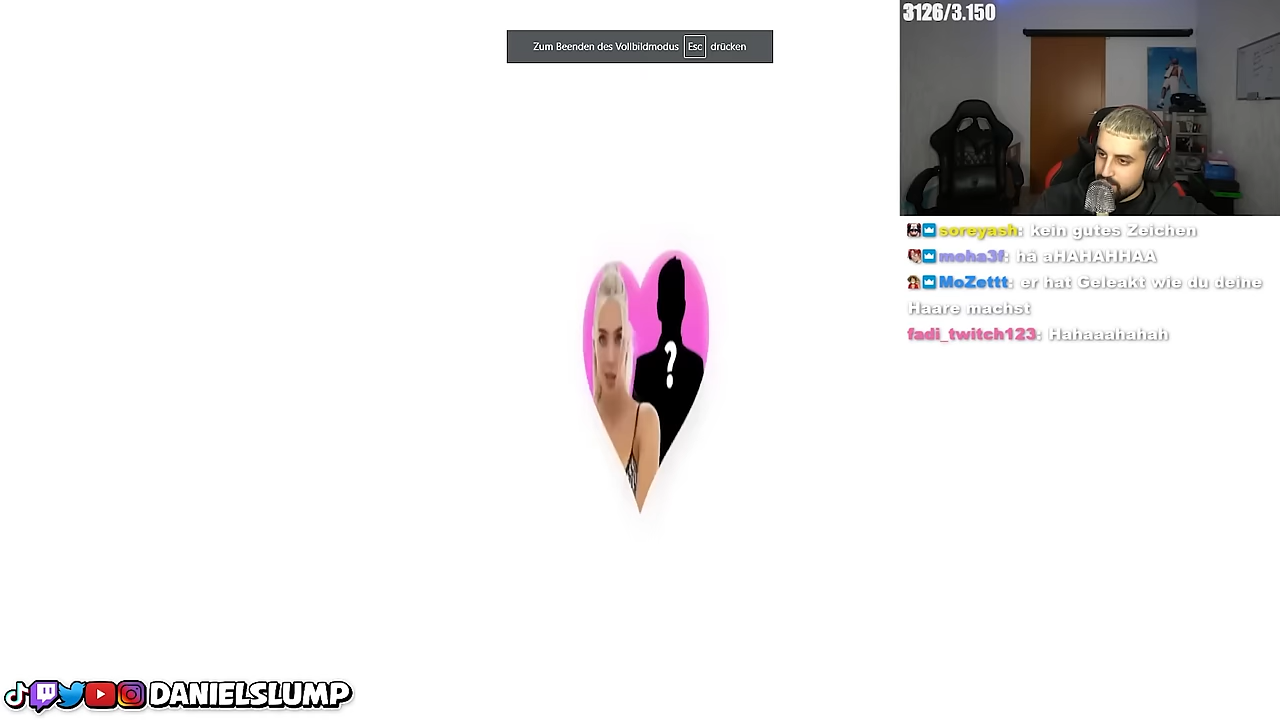 3126/3.150
Zum Beenden des Vollbildmodus Esc drücken
soreyash: kein gutes Zeichen
moha3f: hä aHAHAHHAA
MoZettt: er hat Geleakt wie du deine
Haare machst
fadi_twitch123: Hahaaahahah
?
DANIELSLUMP